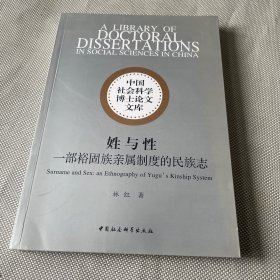 A LIBRARY OF
DOCTORAL
DISSERTATIONS
IN SOCIAL SCIENCES IN CHINA
中国
社会科学
博士论文
文库
姓与性
一部裕固族亲属制度的民族志
Surname and Sex: an Ethnography of Yugu's Kinship System
林红 著
中国社会科学出版社